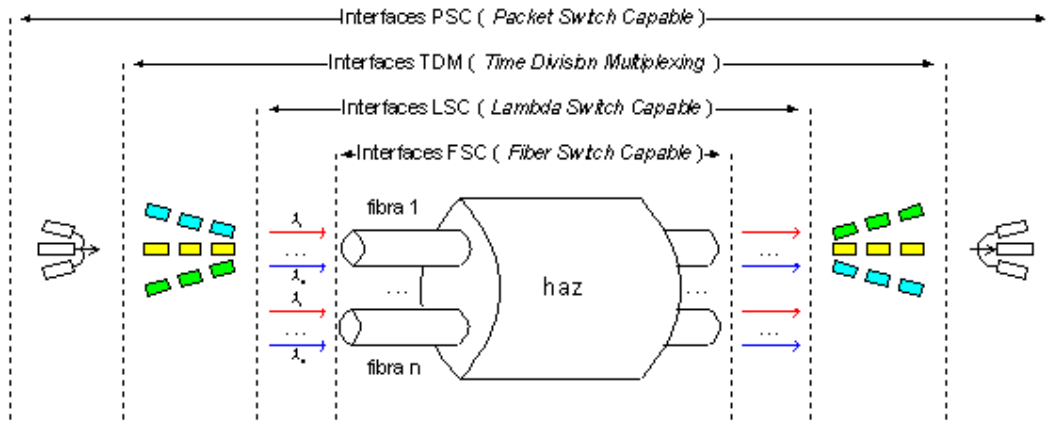 Interfaces PSC ( Packet Switch Capable )
Interfaces TDM ( Time Division Multiplexing )
Interfaces LSC ( Lambda Switch Capable )
Interfaces FSC ( Fiber Switch Capable )
fibra 1
λ
...
λ
... haz ...
λ
...
λ
fibra n
...
...
...